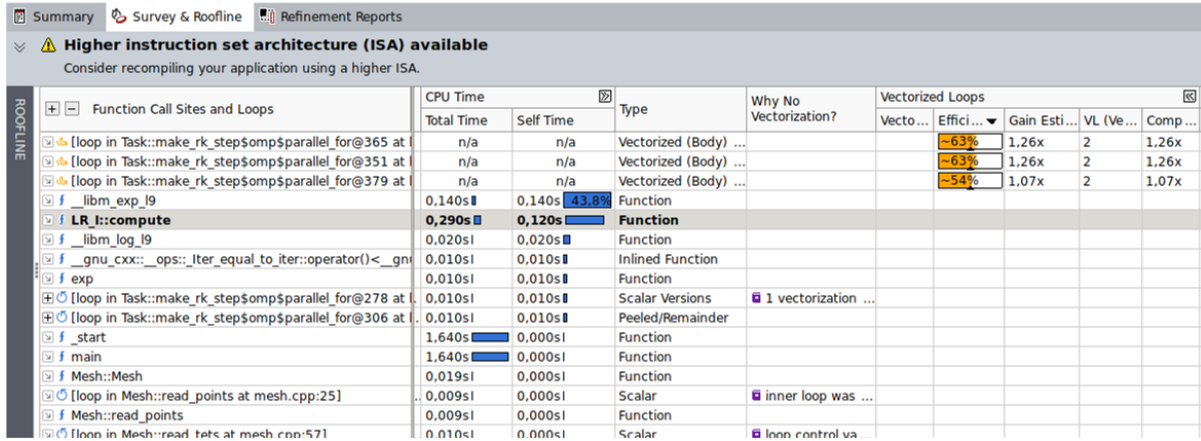 Summary Survey & Roofline Refinement Reports
Higher instruction set architecture (ISA) available
Consider recompiling your application using a higher ISA.
ROOFLINE
Function Call Sites and Loops CPU Time Type Why No Vectorization? Vectorized Loops
Total Time Self Time Vecto... Effici... Gain Esti... VL (Ve... Comp...
[loop in Task::make_rk_step$omp$parallel_for@365 at l n/a n/a Vectorized (Body) ... ~63% 1,26x 2 1,26x
[loop in Task::make_rk_step$omp$parallel_for@351 at l n/a n/a Vectorized (Body) ... ~63% 1,26x 2 1,26x
[loop in Task::make_rk_step$omp$parallel_for@379 at l n/a n/a Vectorized (Body) ... ~54% 1,07x 2 1,07x
f __libm_exp_l9 0,140s 0,140s 43,8% Function
f LR_I::compute 0,290s 0,120s Function
f __libm_log_l9 0,020s 0,020s Function
f __gnu_cxx::__ops::_Iter_equal_to_iter::operator()<__gnu 0,010s 0,010s Inlined Function
f exp 0,010s 0,010s Function
[loop in Task::make_rk_step$omp$parallel_for@278 at l. 0,010s 0,010s Scalar Versions 1 vectorization ...
[loop in Task::make_rk_step$omp$parallel_for@306 at l. 0,010s 0,010s Peeled/Remainder
f _start 1,640s 0,000s Function
f main 1,640s 0,000s Function
f Mesh::Mesh 0,019s 0,000s Function
[loop in Mesh::read_points at mesh.cpp:25] .. 0,009s 0,000s Scalar inner loop was ...
f Mesh::read_points 0,009s 0,000s Function
[loop in Mesh::read_tets at mesh.cpp:57] 0,010s 0,000s Scalar loop control va...